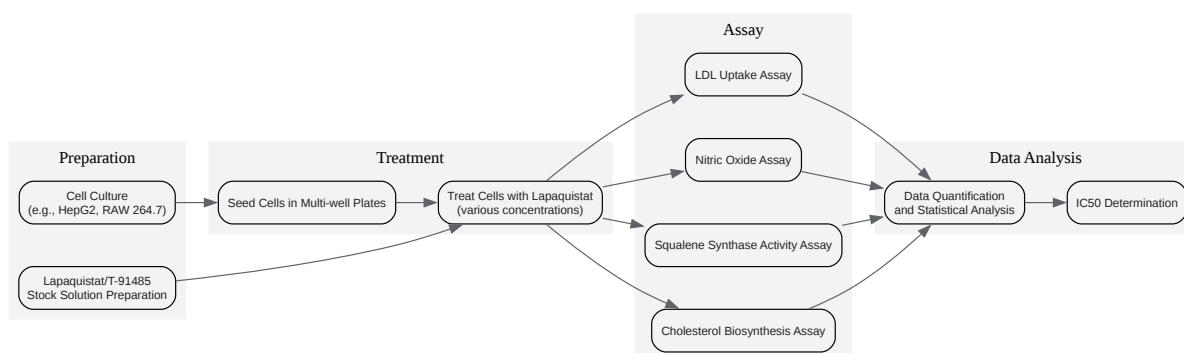 Preparation
Cell Culture
(e.g., HepG2, RAW 264.7)
Lapaquistat/T-91485
Stock Solution Preparation
Treatment
Seed Cells in Multi-well Plates
Treat Cells with Lapaquistat
(various concentrations)
Assay
LDL Uptake Assay
Nitric Oxide Assay
Squalene Synthase Activity Assay
Cholesterol Biosynthesis Assay
Data Analysis
Data Quantification
and Statistical Analysis
IC50 Determination